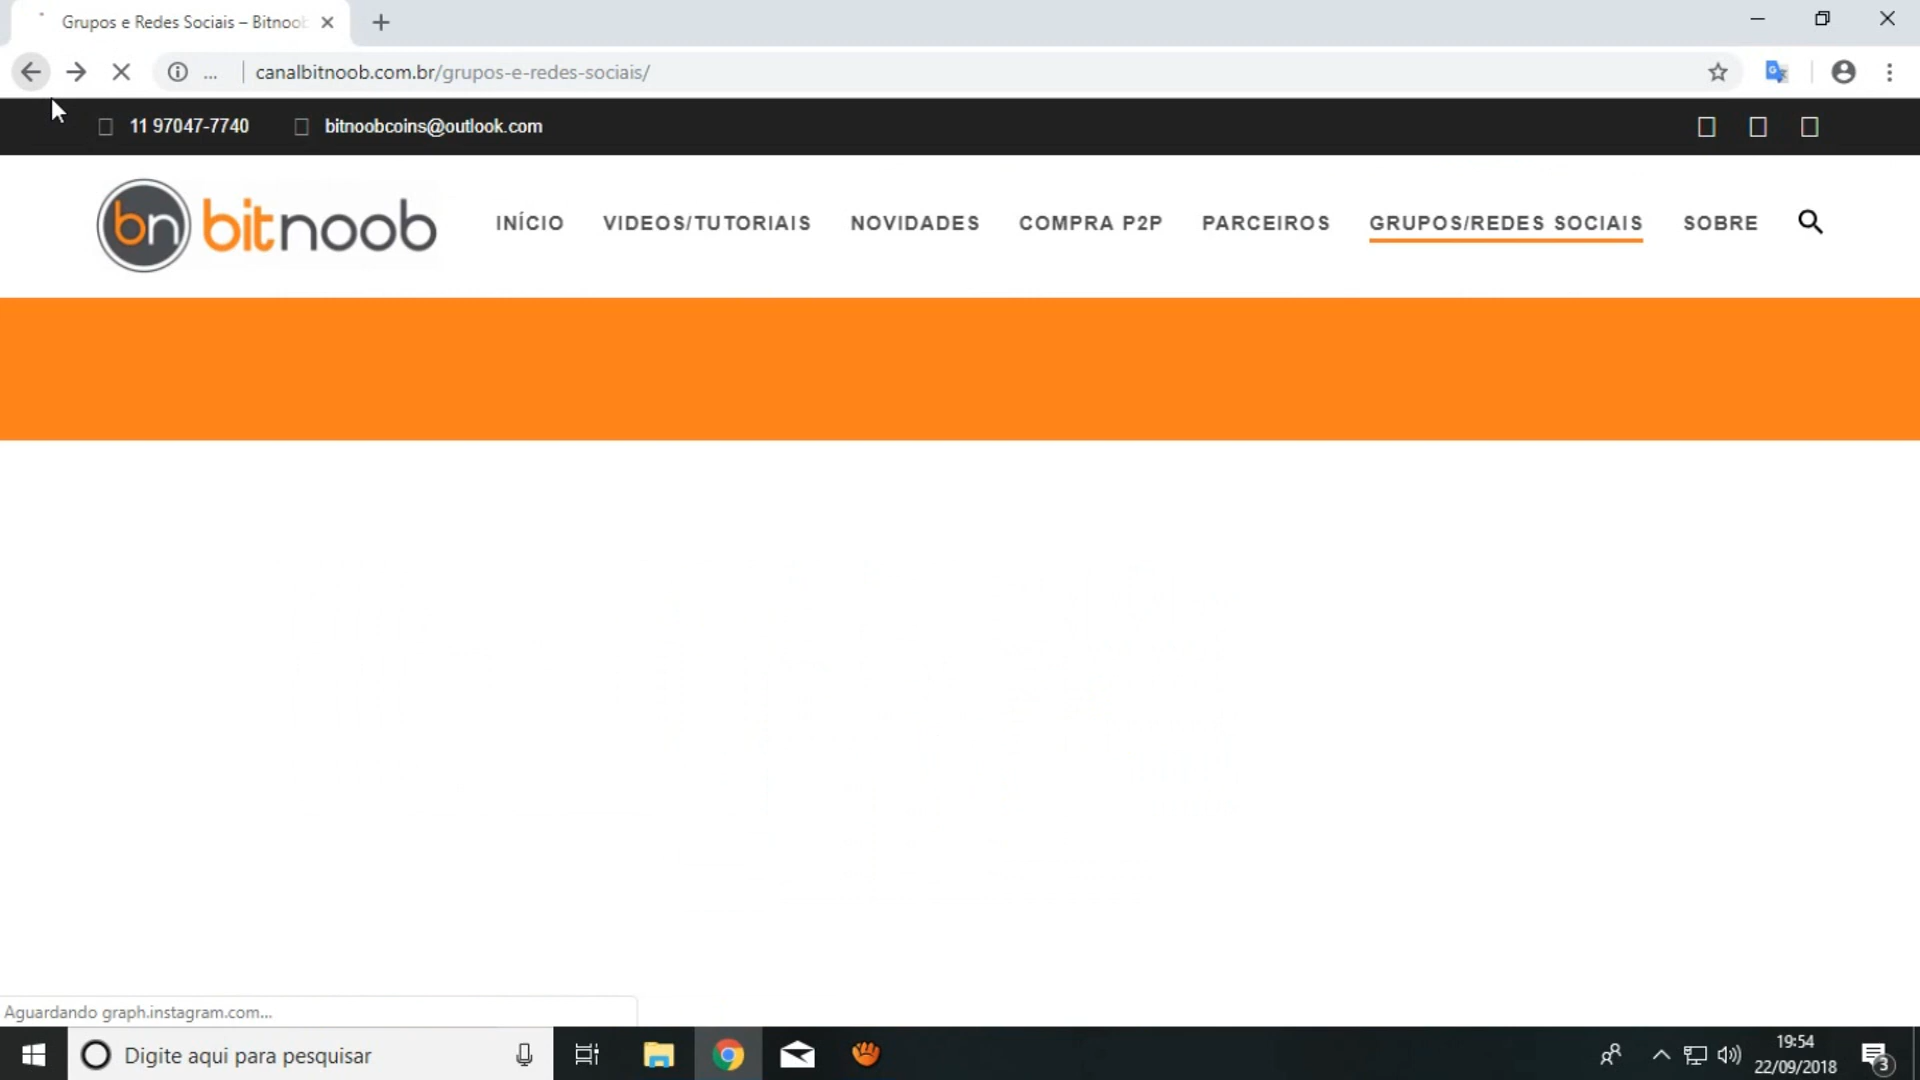 Grupos e Redes Sociais – Bitnoob
canalbitnoob.com.br/grupos-e-redes-sociais/
11 97047-7740
bitnoobcoins@outlook.com
bn bitnoob
INÍCIO
VIDEOS/TUTORIAIS
NOVIDADES
COMPRA P2P
PARCEIROS
GRUPOS/REDES SOCIAIS
SOBRE
Aguardando graph.instagram.com...
Digite aqui para pesquisar
19:54
22/09/2018
3